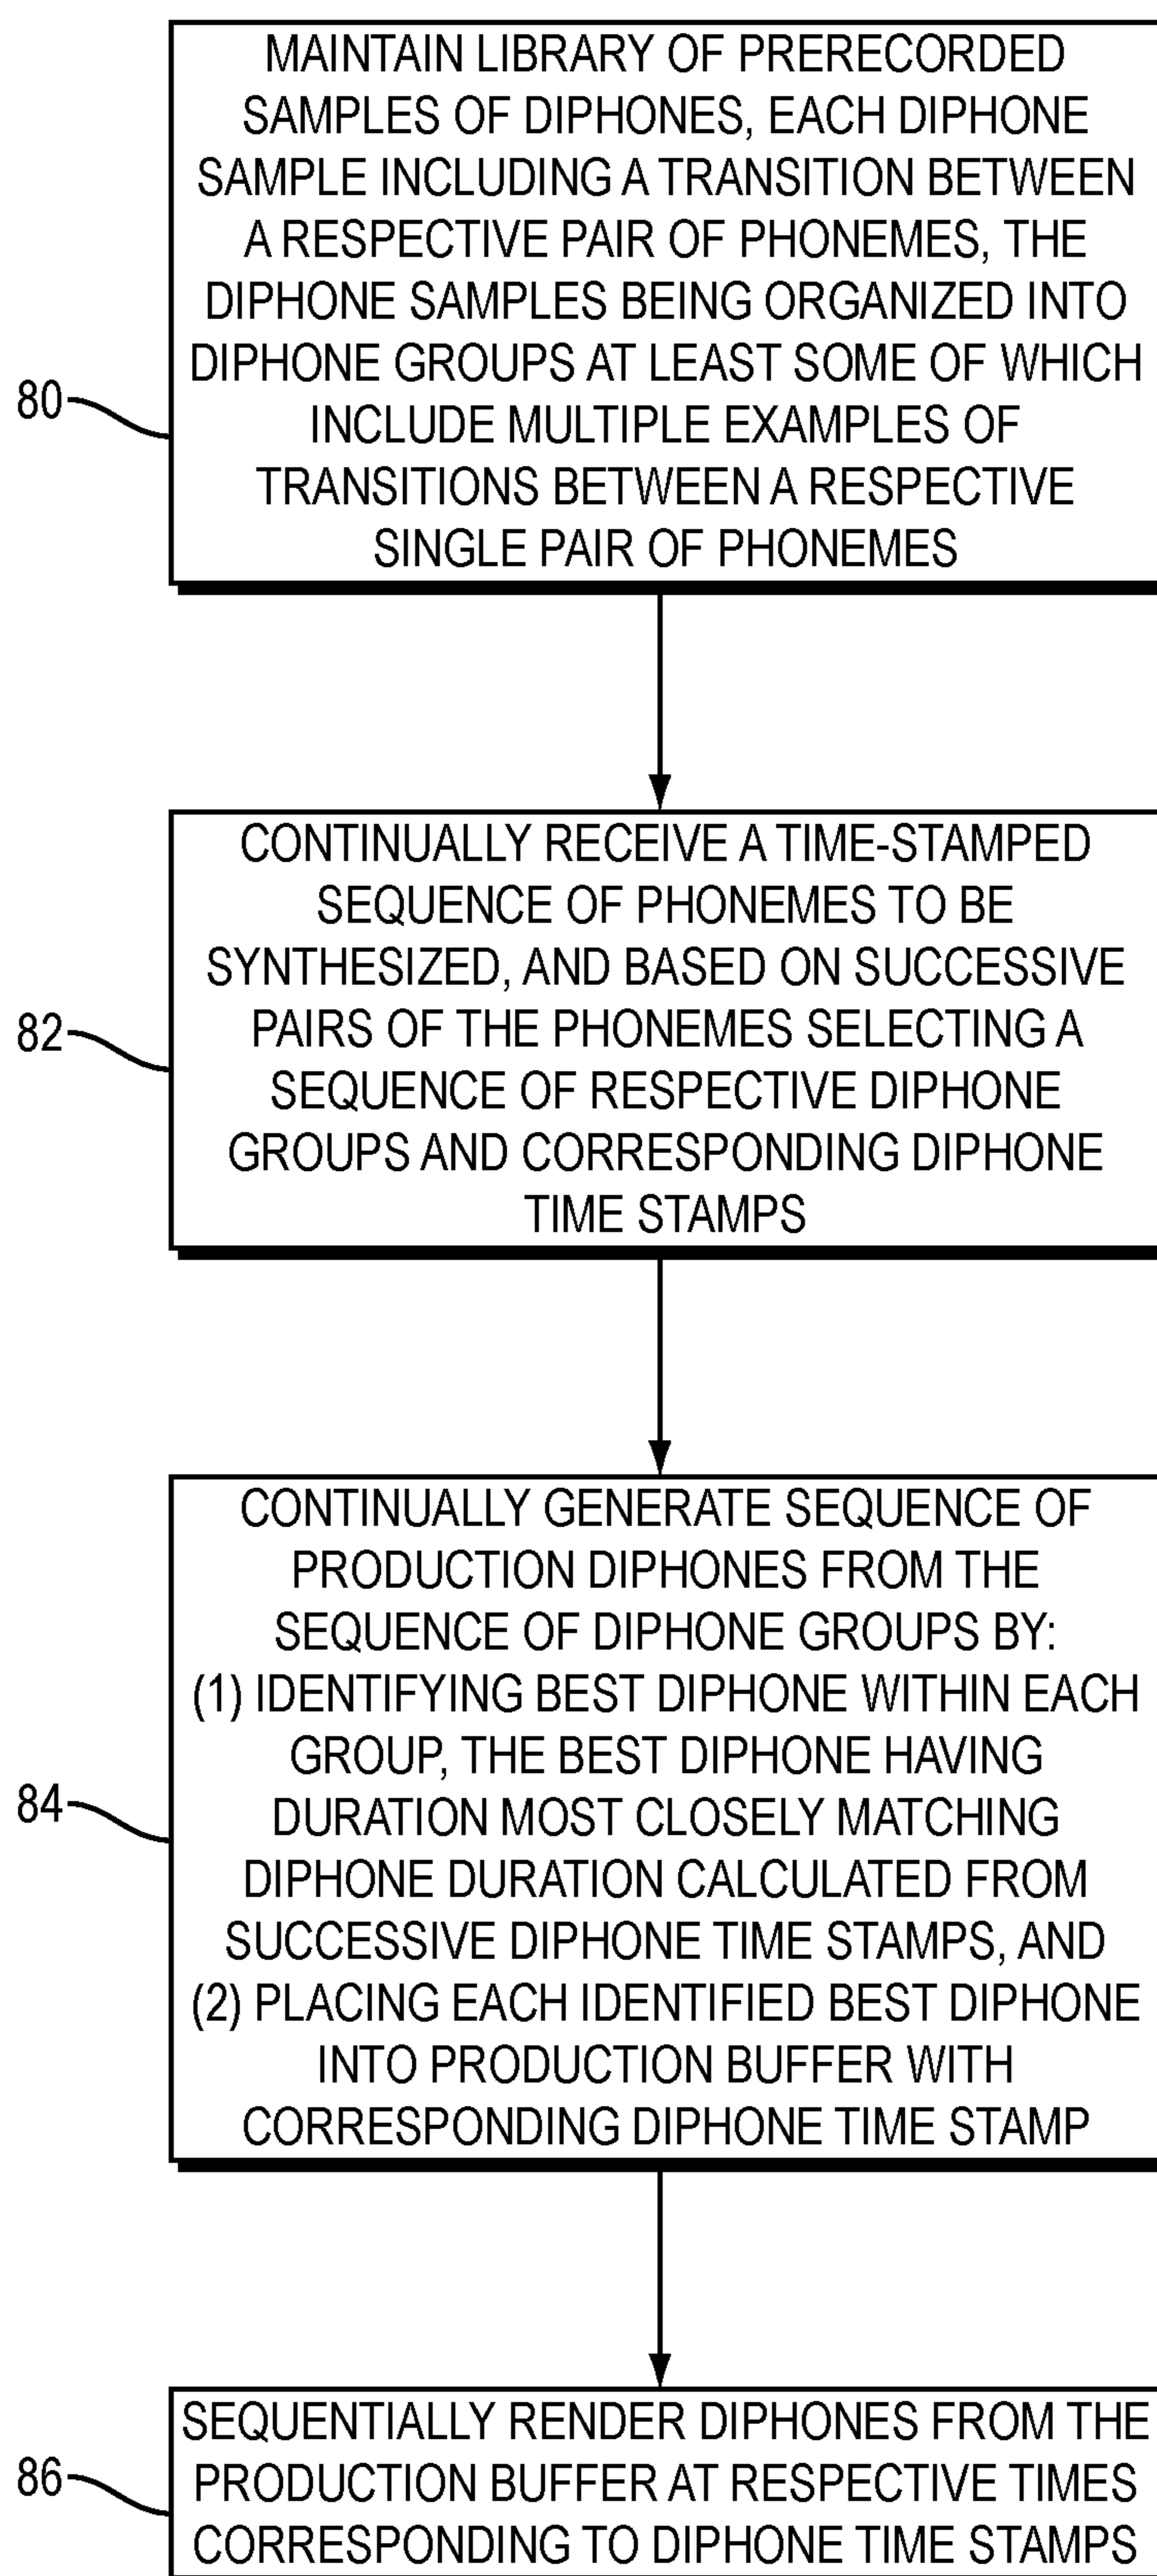 MAINTAIN LIBRARY OF PRERECORDED
SAMPLES OF DIPHONES, EACH DIPHONE
SAMPLE INCLUDING A TRANSITION BETWEEN
A RESPECTIVE PAIR OF PHONEMES, THE
DIPHONE SAMPLES BEING ORGANIZED INTO
DIPHONE GROUPS AT LEAST SOME OF WHICH
INCLUDE MULTIPLE EXAMPLES OF
TRANSITIONS BETWEEN A RESPECTIVE
SINGLE PAIR OF PHONEMES
80
CONTINUALLY RECEIVE A TIME-STAMPED
SEQUENCE OF PHONEMES TO BE
SYNTHESIZED, AND BASED ON SUCCESSIVE
PAIRS OF THE PHONEMES SELECTING A
SEQUENCE OF RESPECTIVE DIPHONE
GROUPS AND CORRESPONDING DIPHONE
TIME STAMPS
82
CONTINUALLY GENERATE SEQUENCE OF
PRODUCTION DIPHONES FROM THE
SEQUENCE OF DIPHONE GROUPS BY:
(1) IDENTIFYING BEST DIPHONE WITHIN EACH
GROUP, THE BEST DIPHONE HAVING
DURATION MOST CLOSELY MATCHING
DIPHONE DURATION CALCULATED FROM
SUCCESSIVE DIPHONE TIME STAMPS, AND
(2) PLACING EACH IDENTIFIED BEST DIPHONE
INTO PRODUCTION BUFFER WITH
CORRESPONDING DIPHONE TIME STAMP
84
SEQUENTIALLY RENDER DIPHONES FROM THE
PRODUCTION BUFFER AT RESPECTIVE TIMES
CORRESPONDING TO DIPHONE TIME STAMPS
86